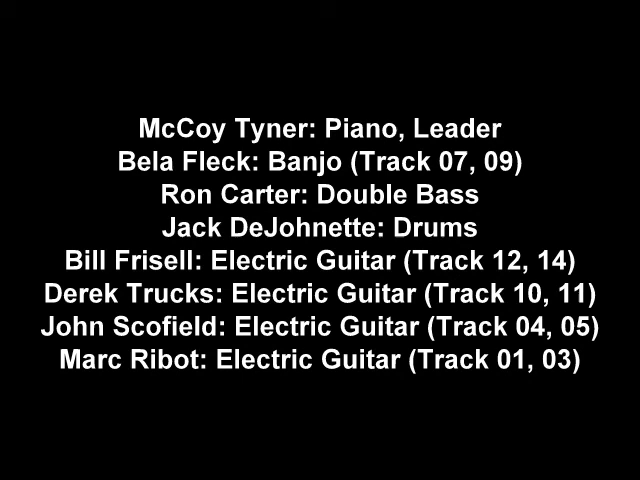 McCoy Tyner: Piano, Leader
Bela Fleck: Banjo (Track 07, 09)
Ron Carter: Double Bass
Jack DeJohnette: Drums
Bill Frisell: Electric Guitar (Track 12, 14)
Derek Trucks: Electric Guitar (Track 10, 11)
John Scofield: Electric Guitar (Track 04, 05)
Marc Ribot: Electric Guitar (Track 01, 03)